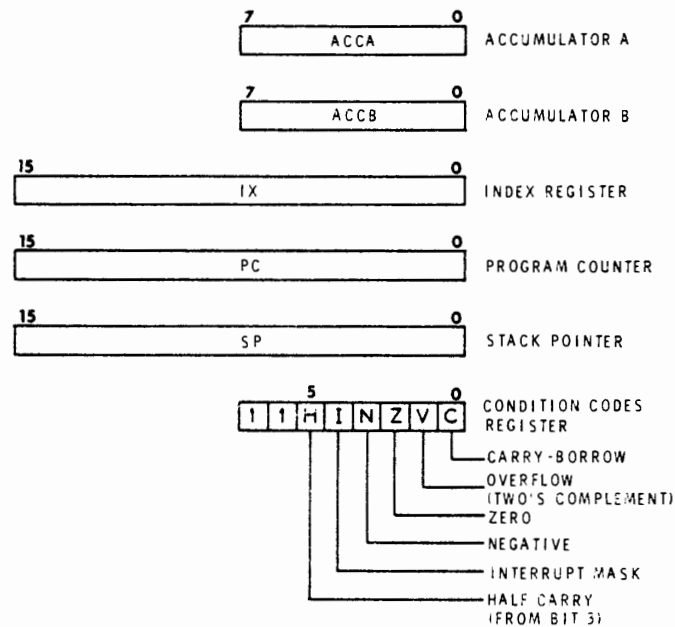 7 0
ACCA ACCUMULATOR A
7 0
ACCB ACCUMULATOR B
15 0
IX INDEX REGISTER
15 0
PC PROGRAM COUNTER
15 0
SP STACK POINTER
5 0
1 1 H I N Z V C CONDITION CODES
REGISTER
CARRY-BORROW
OVERFLOW
(TWO'S COMPLEMENT)
ZERO
NEGATIVE
INTERRUPT MASK
HALF CARRY
(FROM BIT 3)